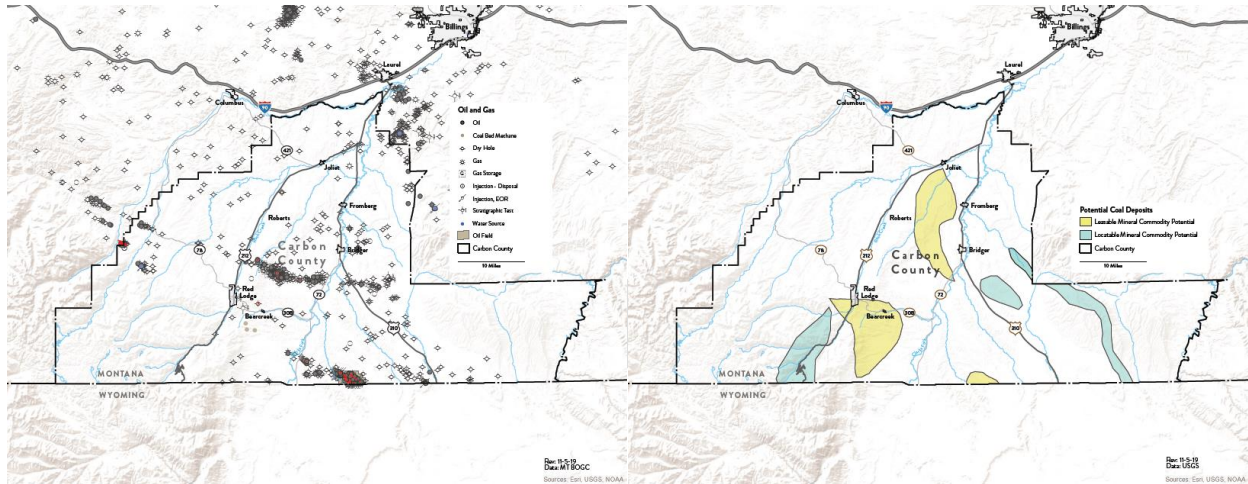 Billings
Laurel
Columbus
90
Oil and Gas
Oil
Coal Bed Methane
Dry Hole
Gas
Gas Storage
Injection - Disposal
Injection, EOR
Stratigraphic Test
Water Source
Oil Field
Carbon County
10 Miles
421
Joliet
Roberts
Fromberg
78
212
Carbon
County
Bridger
Red
Lodge
72
Bearcreek
308
310
MONTANA
WYOMING
Rev: 11-5-19
Data: MT BOGC
Sources: Esri, USGS, NOAA
Billings
Laurel
Columbus
90
421
Joliet
Roberts
Fromberg
Potential Coal Deposits
Leasable Mineral Commodity Potential
Locatable Mineral Commodity Potential
Carbon County
10 Miles
78
212
Carbon
County
Bridger
Red
Lodge
72
Bearcreek
308
310
MONTANA
WYOMING
Rev: 11-5-19
Data: USGS
Sources: Esri, USGS, NOAA